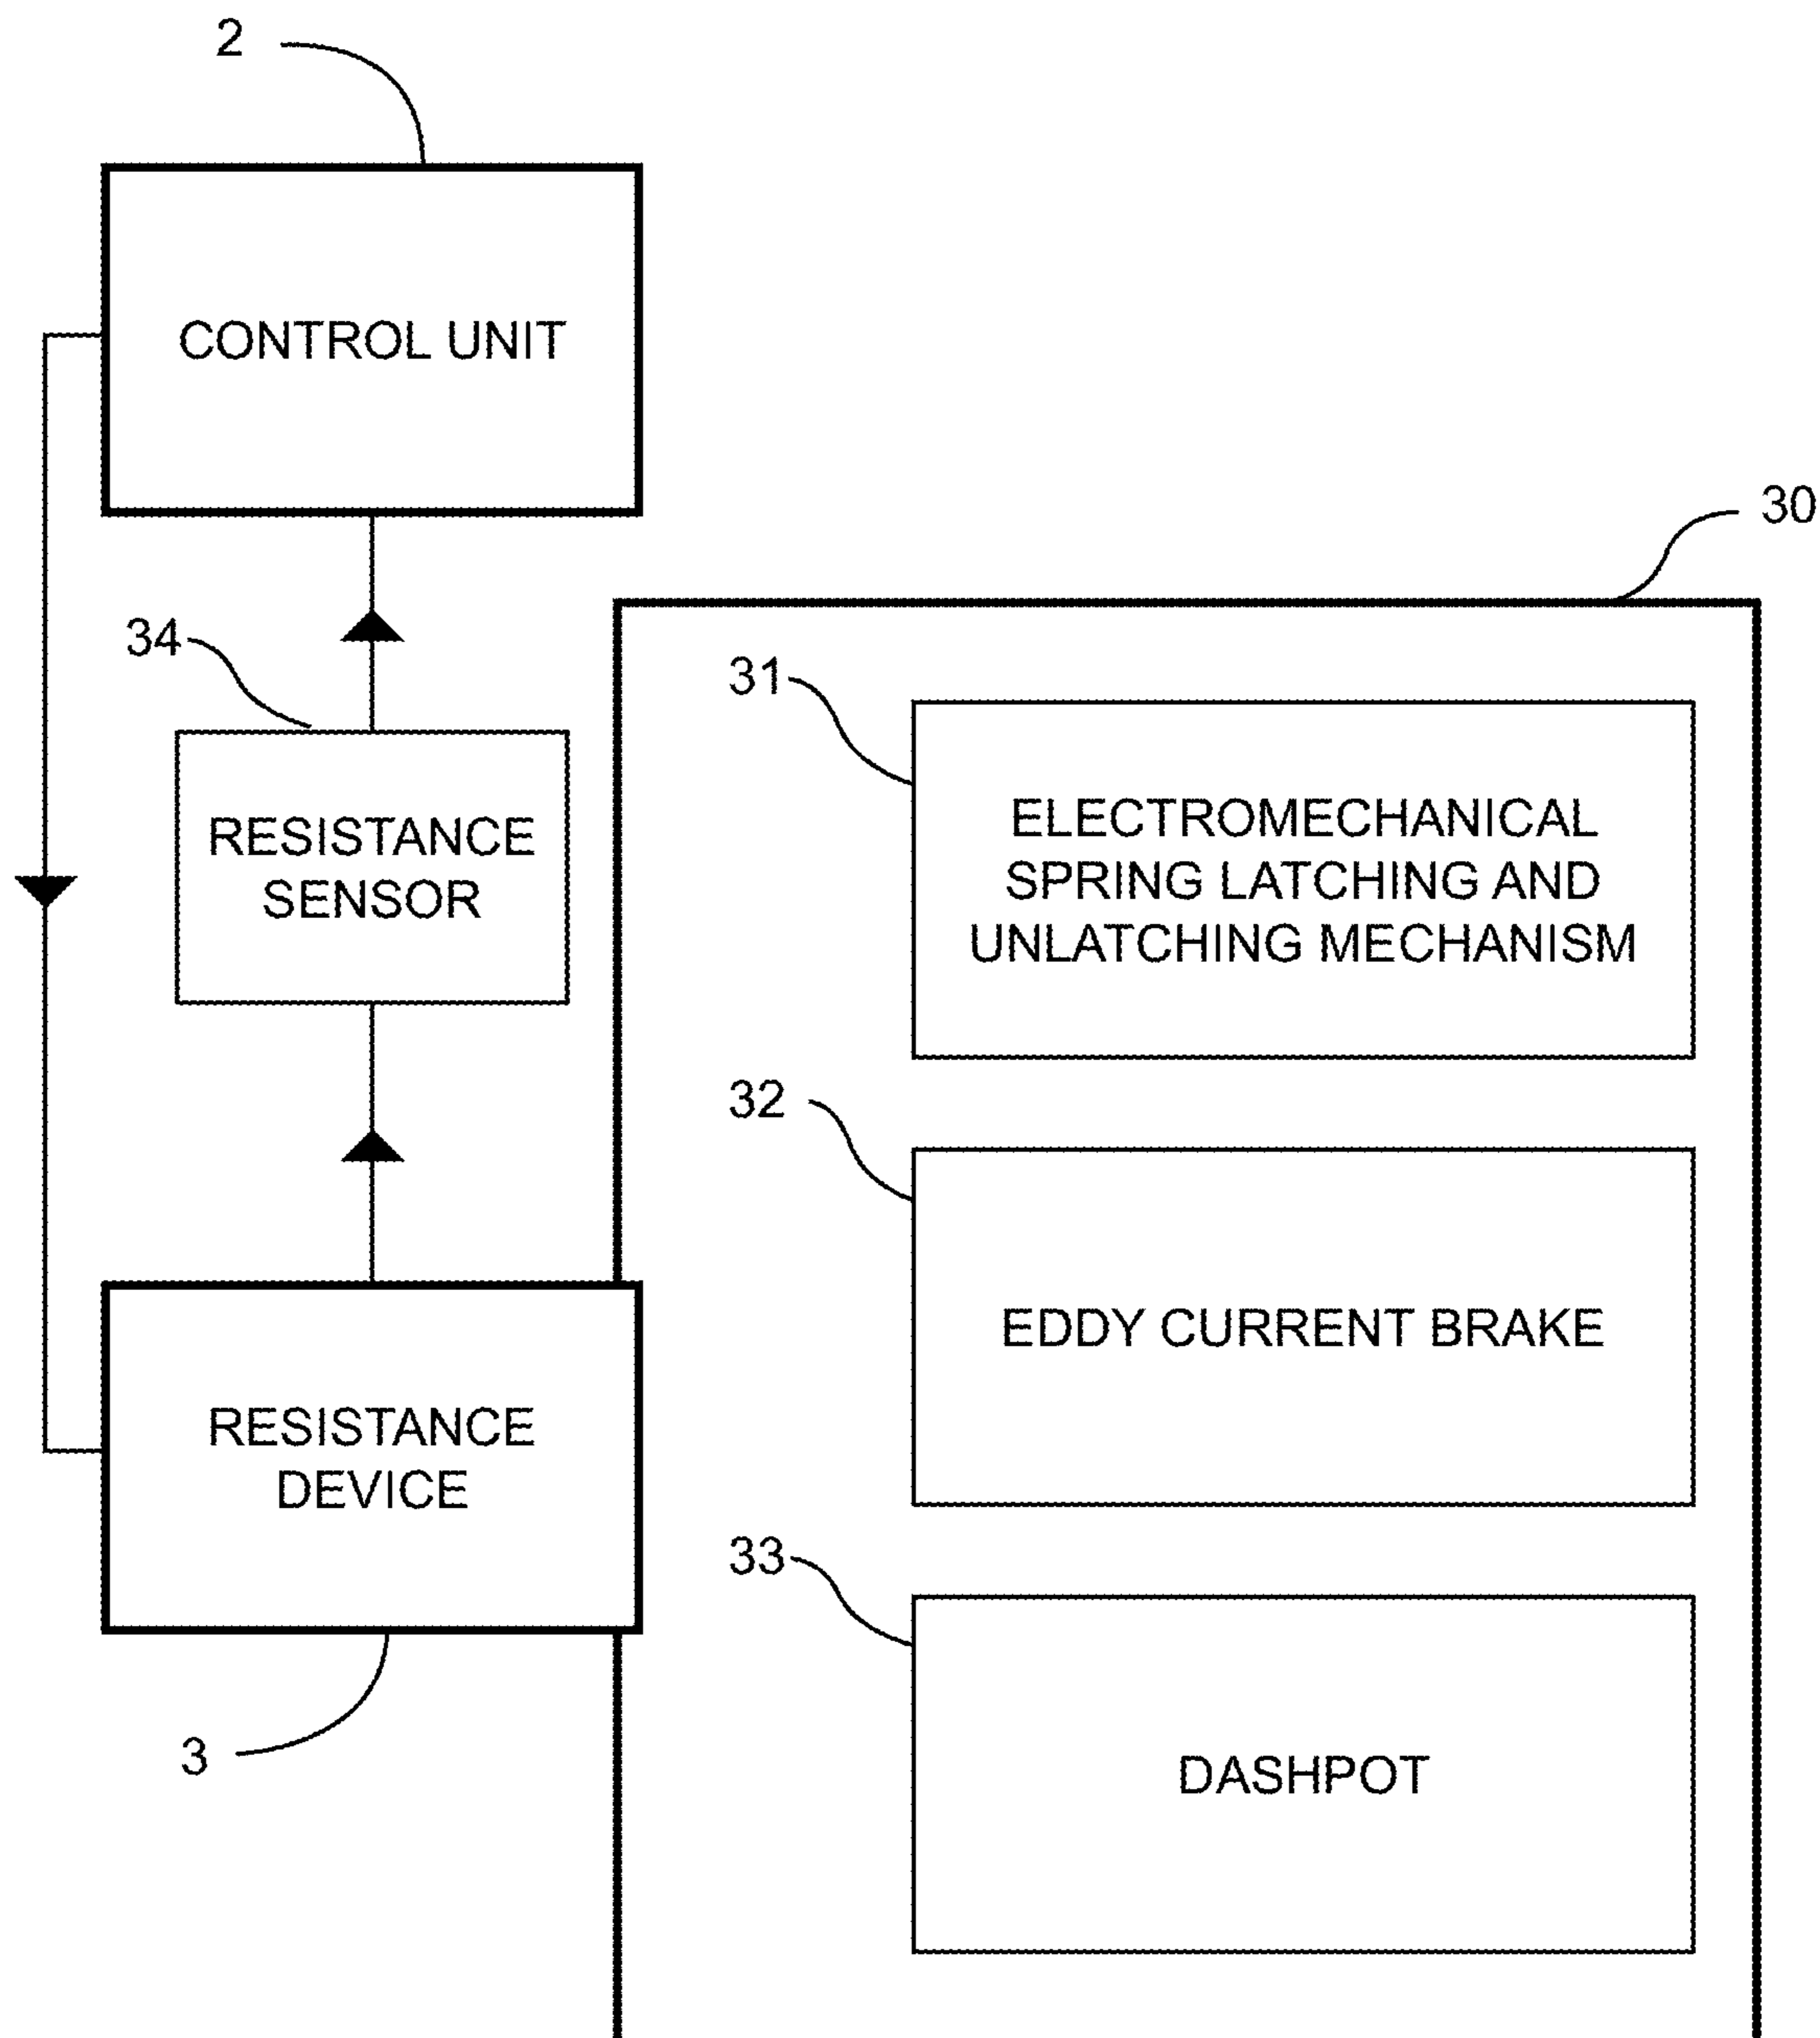 2
CONTROL UNIT
30
34
31
RESISTANCE
SENSOR
ELECTROMECHANICAL
SPRING LATCHING AND
UNLATCHING MECHANISM
32
EDDY CURRENT BRAKE
RESISTANCE
DEVICE
33
3
DASHPOT